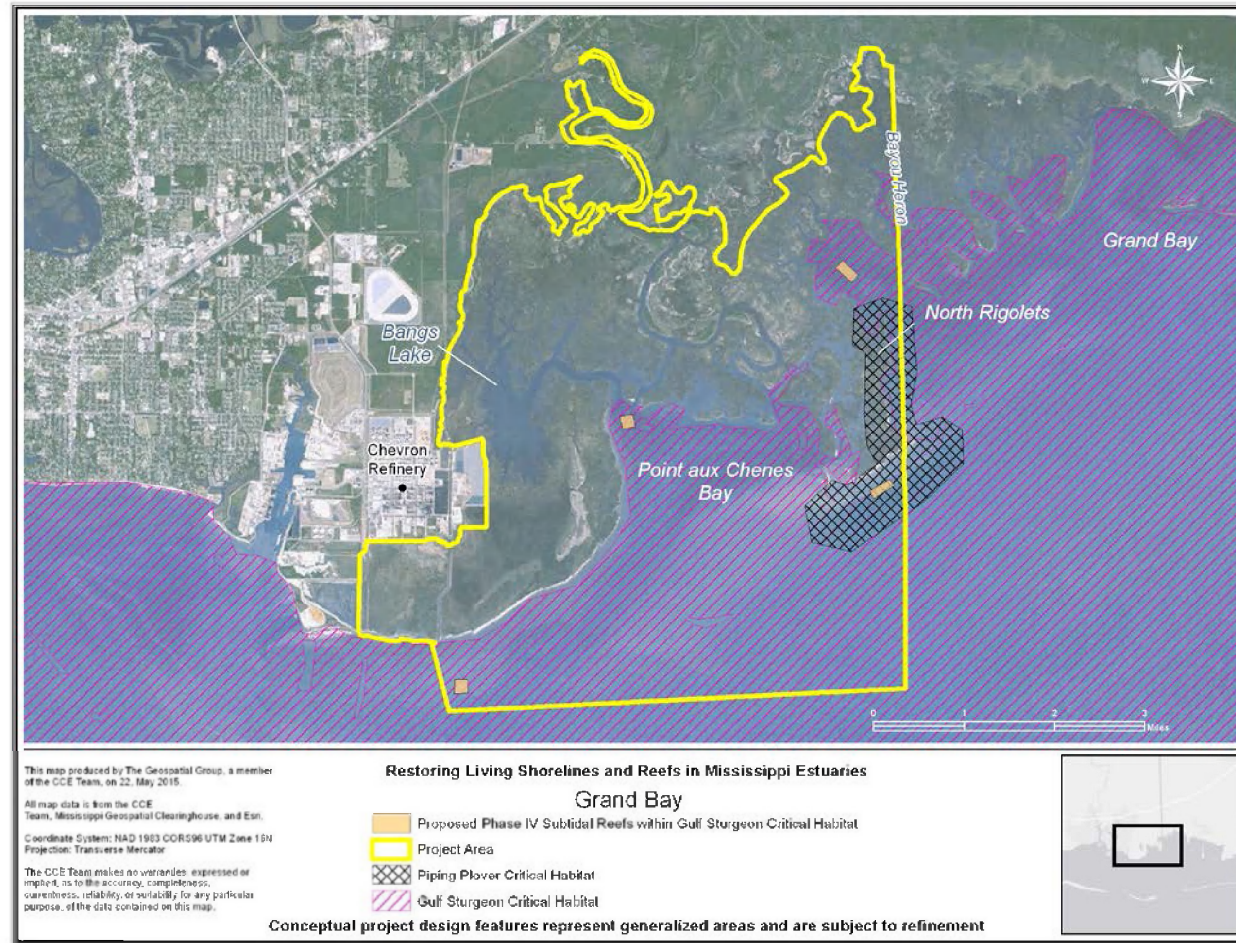 N
W
E
S
Bayou Heron
Grand Bay
North Rigolets
Bangs
Lake
Chevron
Refinery
Point aux Chenes
Bay
0 1 2 3
Miles
This map produced by The Geospatial Group, a member
of the CCE Team, on 22, May 2015.
All map data is from the CCE
Team, Mississippi Geospatial Clearinghouse, and Esri.
Coordinate System: NAD 1983 CORS96 UTM Zone 16N
Projection: Transverse Mercator
The CCE Team makes no warranties, expressed or
implied, as to the accuracy, completeness,
currentness, reliability, or suitability for any particular
purpose, of the data contained on this map.
Restoring Living Shorelines and Reefs in Mississippi Estuaries
Grand Bay
Proposed Phase IV Subtidal Reefs within Gulf Sturgeon Critical Habitat
Project Area
Piping Plover Critical Habitat
Gulf Sturgeon Critical Habitat
Conceptual project design features represent generalized areas and are subject to refinement